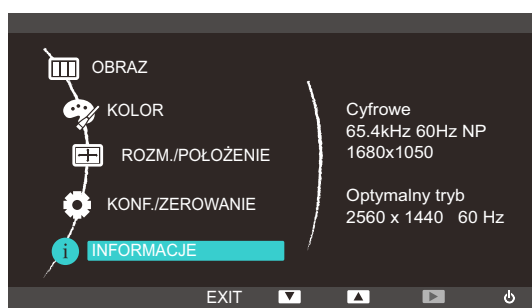 OBRAZ
KOLOR
ROZM./POŁOŻENIE
KONF./ZEROWANIE
i INFORMACJE
Cyfrowe
65.4kHz 60Hz NP
1680x1050
Optymalny tryb
2560 x 1440 60 Hz
EXIT